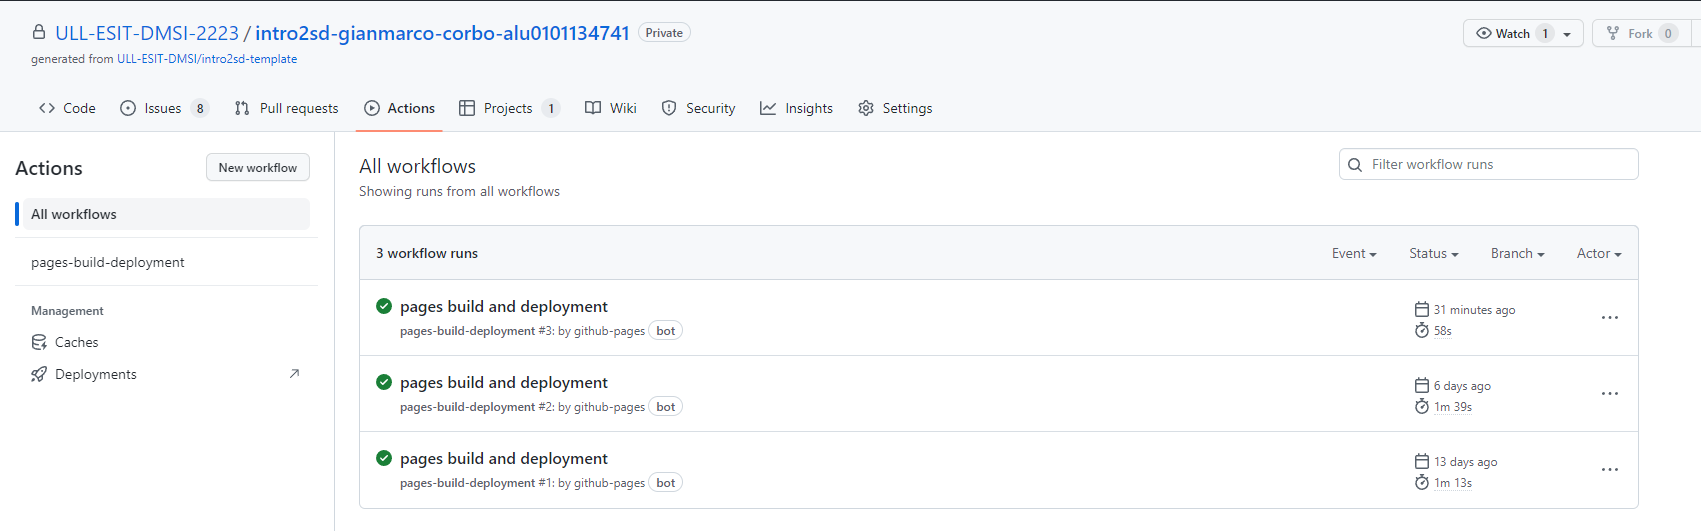 ULL-ESIT-DMSI-2223 / intro2sd-gianmarco-corbo-alu0101134741 Private
Watch 1
Fork 0
generated from ULL-ESIT-DMSI/intro2sd-template
Code
Issues 8
Pull requests
Actions
Projects 1
Wiki
Security
Insights
Settings
Actions
New workflow
All workflows
pages-build-deployment
Management
Caches
Deployments
All workflows
Showing runs from all workflows
Filter workflow runs
3 workflow runs
Event
Status
Branch
Actor
pages build and deployment
pages-build-deployment #3: by github-pages bot
31 minutes ago
58s
pages build and deployment
pages-build-deployment #2: by github-pages bot
6 days ago
1m 39s
pages build and deployment
pages-build-deployment #1: by github-pages bot
13 days ago
1m 13s